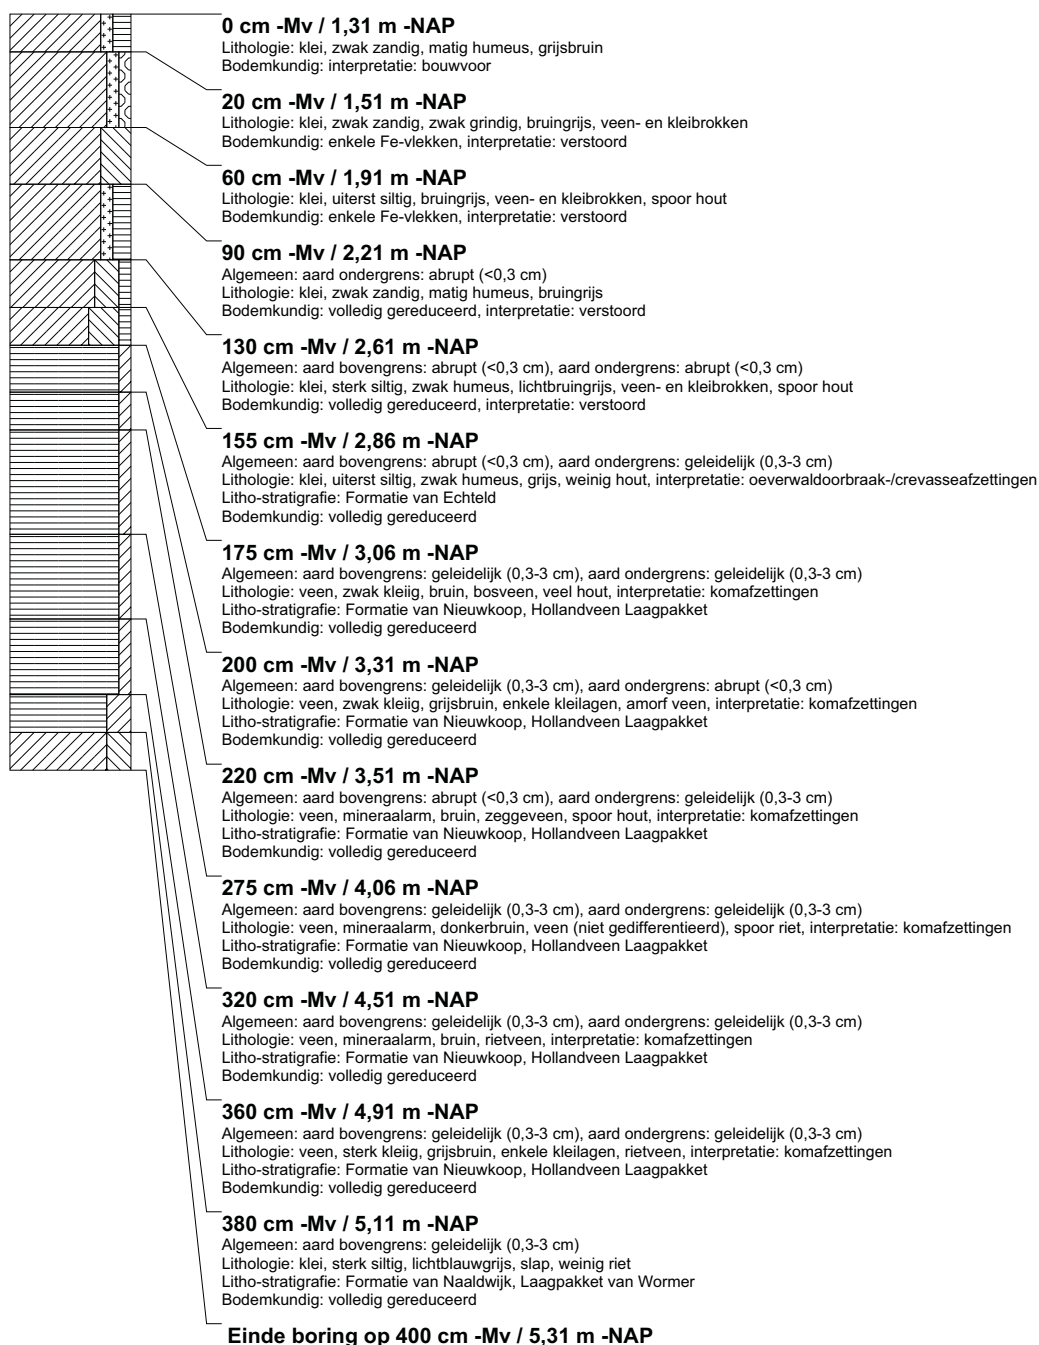 0 cm -Mv / 1,31 m -NAP
Lithologie: klei, zwak zandig, matig humeus, grijsbruin
Bodemkundig: interpretatie: bouwvoor
20 cm -Mv / 1,51 m -NAP
Lithologie: klei, zwak zandig, zwak grindig, bruingrijs, veen- en kleibrokken
Bodemkundig: enkele Fe-vlekken, interpretatie: verstoord
60 cm -Mv / 1,91 m -NAP
Lithologie: klei, uiterst siltig, bruingrijs, veen- en kleibrokken, spoor hout
Bodemkundig: enkele Fe-vlekken, interpretatie: verstoord
90 cm -Mv / 2,21 m -NAP
Algemeen: aard ondergrens: abrupt (<0,3 cm)
Lithologie: klei, zwak zandig, matig humeus, bruingrijs
Bodemkundig: volledig gereduceerd, interpretatie: verstoord
130 cm -Mv / 2,61 m -NAP
Algemeen: aard bovengrens: abrupt (<0,3 cm), aard ondergrens: abrupt (<0,3 cm)
Lithologie: klei, sterk siltig, zwak humeus, lichtbruingrijs, veen- en kleibrokken, spoor hout
Bodemkundig: volledig gereduceerd, interpretatie: verstoord
155 cm -Mv / 2,86 m -NAP
Algemeen: aard bovengrens: abrupt (<0,3 cm), aard ondergrens: geleidelijk (0,3-3 cm)
Lithologie: klei, uiterst siltig, zwak humeus, grijs, weinig hout, interpretatie: oeverwaldoorbraak-/crevasseafzettingen
Litho-stratigrafie: Formatie van Echteld
Bodemkundig: volledig gereduceerd
175 cm -Mv / 3,06 m -NAP
Algemeen: aard bovengrens: geleidelijk (0,3-3 cm), aard ondergrens: geleidelijk (0,3-3 cm)
Lithologie: veen, zwak kleiig, bruin, bosveen, veel hout, interpretatie: komafzettingen
Litho-stratigrafie: Formatie van Nieuwkoop, Hollandveen Laagpakket
Bodemkundig: volledig gereduceerd
200 cm -Mv / 3,31 m -NAP
Algemeen: aard bovengrens: geleidelijk (0,3-3 cm), aard ondergrens: abrupt (<0,3 cm)
Lithologie: veen, zwak kleiig, grijsbruin, enkele kleilagen, amorf veen, interpretatie: komafzettingen
Litho-stratigrafie: Formatie van Nieuwkoop, Hollandveen Laagpakket
Bodemkundig: volledig gereduceerd
220 cm -Mv / 3,51 m -NAP
Algemeen: aard bovengrens: abrupt (<0,3 cm), aard ondergrens: geleidelijk (0,3-3 cm)
Lithologie: veen, mineraalarm, bruin, zeggeveen, spoor hout, interpretatie: komafzettingen
Litho-stratigrafie: Formatie van Nieuwkoop, Hollandveen Laagpakket
Bodemkundig: volledig gereduceerd
275 cm -Mv / 4,06 m -NAP
Algemeen: aard bovengrens: geleidelijk (0,3-3 cm), aard ondergrens: geleidelijk (0,3-3 cm)
Lithologie: veen, mineraalarm, donkerbruin, veen (niet gedifferentieerd), spoor riet, interpretatie: komafzettingen
Litho-stratigrafie: Formatie van Nieuwkoop, Hollandveen Laagpakket
Bodemkundig: volledig gereduceerd
320 cm -Mv / 4,51 m -NAP
Algemeen: aard bovengrens: geleidelijk (0,3-3 cm), aard ondergrens: geleidelijk (0,3-3 cm)
Lithologie: veen, mineraalarm, bruin, rietveen, interpretatie: komafzettingen
Litho-stratigrafie: Formatie van Nieuwkoop, Hollandveen Laagpakket
Bodemkundig: volledig gereduceerd
360 cm -Mv / 4,91 m -NAP
Algemeen: aard bovengrens: geleidelijk (0,3-3 cm), aard ondergrens: geleidelijk (0,3-3 cm)
Lithologie: veen, sterk kleiig, grijsbruin, enkele kleilagen, rietveen, interpretatie: komafzettingen
Litho-stratigrafie: Formatie van Nieuwkoop, Hollandveen Laagpakket
Bodemkundig: volledig gereduceerd
380 cm -Mv / 5,11 m -NAP
Algemeen: aard bovengrens: geleidelijk (0,3-3 cm)
Lithologie: klei, sterk siltig, lichtblauwgrijs, slap, weinig riet
Litho-stratigrafie: Formatie van Naaldwijk, Laagpakket van Wormer
Bodemkundig: volledig gereduceerd
Einde boring op 400 cm -Mv / 5,31 m -NAP